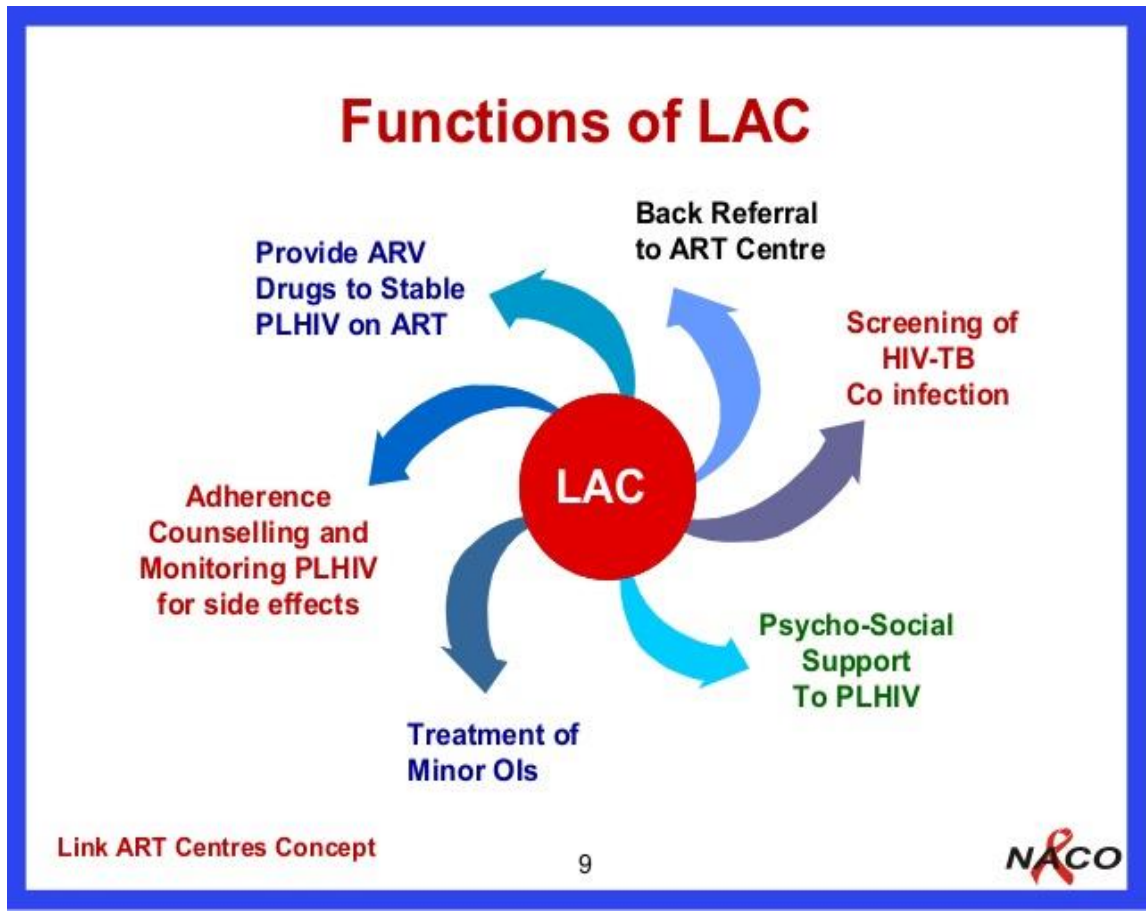 Functions of LAC
Back Referral
to ART Centre
Provide ARV
Drugs to Stable
PLHIV on ART
Screening of
HIV-TB
Co infection
LAC
Adherence
Counselling and
Monitoring PLHIV
for side effects
Psycho-Social
Support
To PLHIV
Treatment of
Minor OIs
Link ART Centres Concept
9
NACO